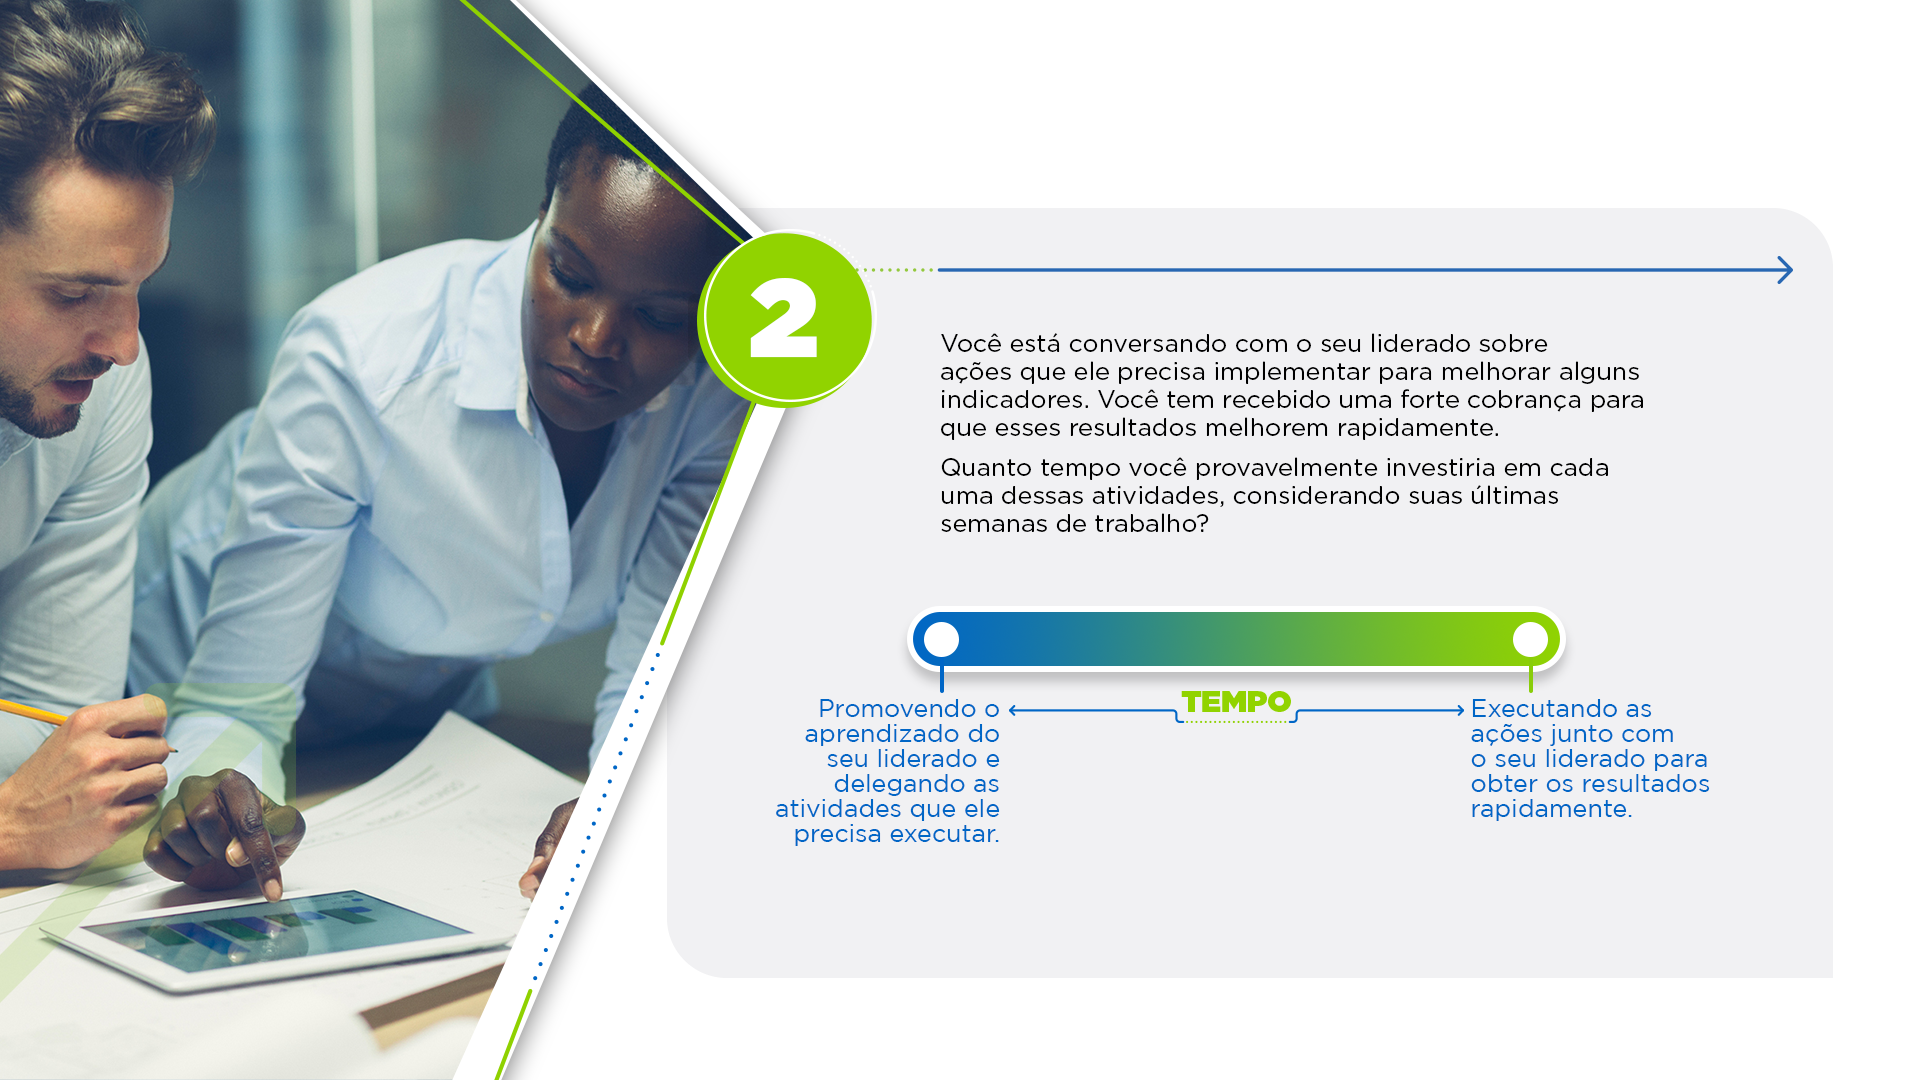 2
Você está conversando com o seu liderado sobre
ações que ele precisa implementar para melhorar alguns
indicadores. Você tem recebido uma forte cobrança para
que esses resultados melhorem rapidamente.
Quanto tempo você provavelmente investiria em cada
uma dessas atividades, considerando suas últimas
semanas de trabalho?
Promovendo o
aprendizado do
seu liderado e
delegando as
atividades que ele
precisa executar.
TEMPO
Executando as
ações junto com
o seu liderado para
obter os resultados
rapidamente.